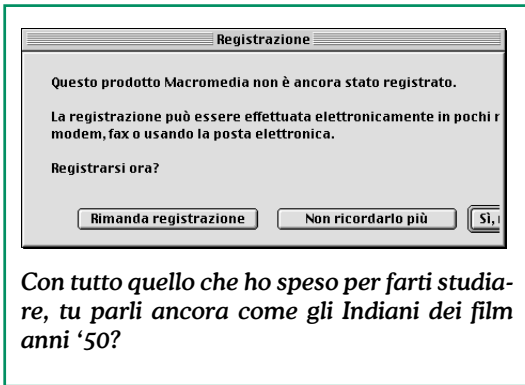 Registrazione
Questo prodotto Macromedia non è ancora stato registrato.
La registrazione può essere effettuata elettronicamente in pochi
modem, fax o usando la posta elettronica.
Registrarsi ora?
Rimanda registrazione Non ricordarlo più Sì,
Con tutto quello che ho speso per farti studia-
re, tu parli ancora come gli Indiani dei film
anni ‘50?